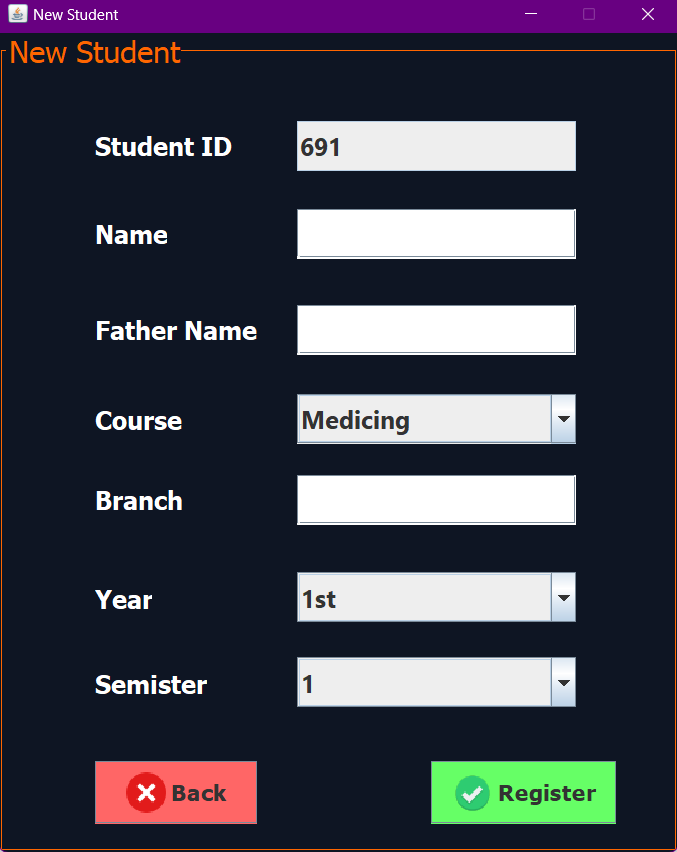 New Student
New Student
Student ID 691
Name
Father Name
Course Medicing
Branch
Year 1st
Semister 1
Back Register